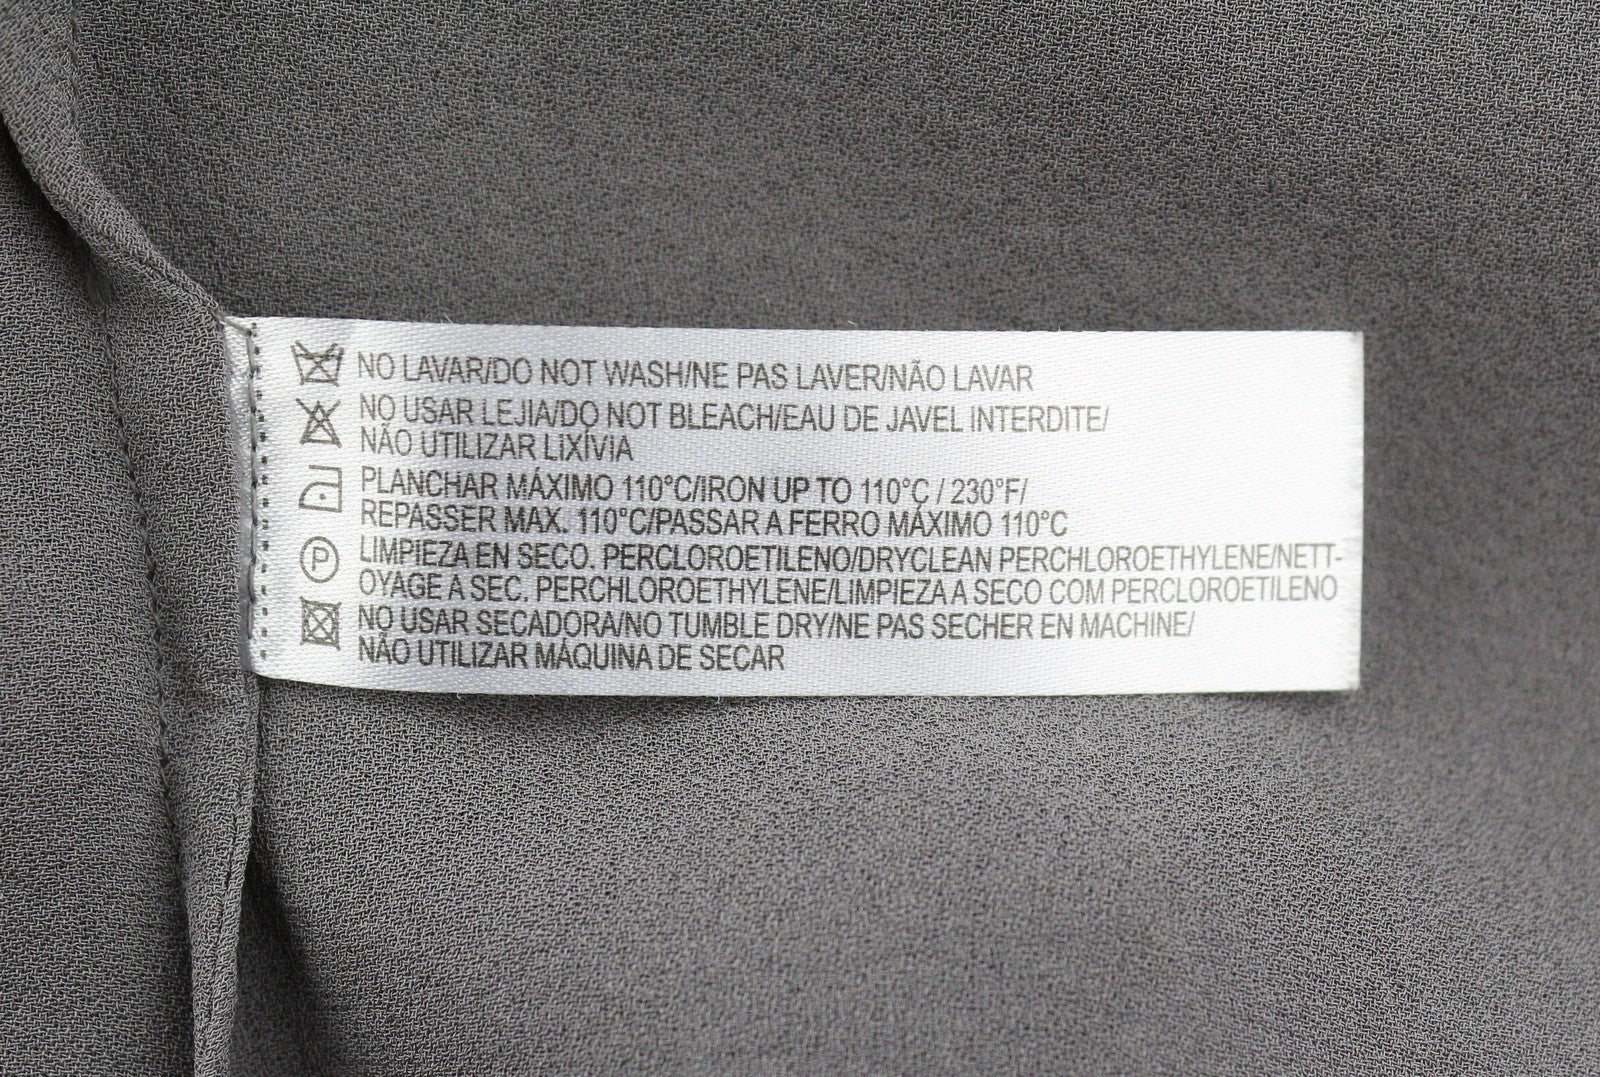 NO LAVAR/DO NOT WASH/NE PAS LAVER/NÃO LAVAR
NO USAR LEJIA/DO NOT BLEACH/EAU DE JAVEL INTERDITE/
NÃO UTILIZAR LIXÍVIA
PLANCHAR MÁXIMO 110°C/IRON UP TO 110°C / 230°F/
REPASSER MAX. 110°C/PASSAR A FERRO MÁXIMO 110°C
P LIMPIEZA EN SECO. PERCLOROETILENO/DRYCLEAN PERCHLOROETHYLENE/NETT-
OYAGE A SEC. PERCHLOROETHYLENE/LIMPIEZA A SECO COM PERCLOROETILENO
NO USAR SECADORA/NO TUMBLE DRY/NE PAS SECHER EN MACHINE/
NÃO UTILIZAR MÁQUINA DE SECAR